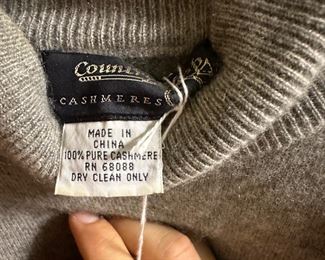 CASHMERES
MADE IN
CHINA
100% PURE CASHMERE
RN 68088
DRY CLEAN ONLY